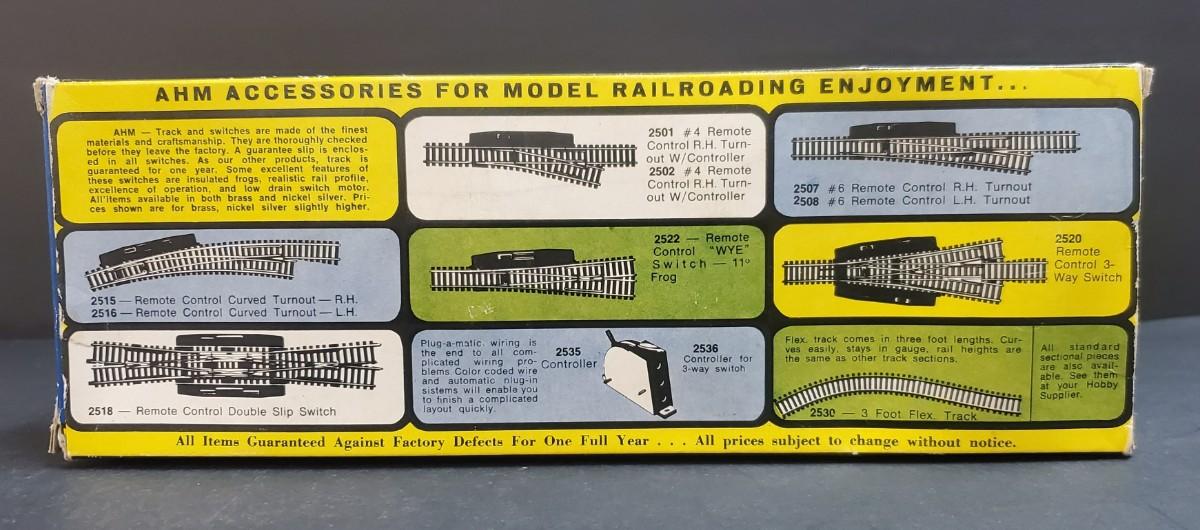 AHM ACCESSORIES FOR MODEL RAILROADING ENJOYMENT...
AHM — Track and switches are made of the finest
materials and craftsmanship. They are thoroughly checked
before they leave the factory. A guarantee slip is enclos-
ed in all switches. As our other products, track is
guaranteed for one year. Some excellent features of
these switches are insulated frogs, realistic rail profile,
excellence of operation, and low drain switch motor.
All items available in both brass and nickel silver. Pri-
ces shown are for brass, nickel silver slightly higher.
2501 #4 Remote
Control R.H. Turn-
out W/Controller
2502 #4 Remote
Control R.H. Turn-
out W/Controller
2507 #6 Remote Control R.H. Turnout
2508 #6 Remote Control L.H. Turnout
2515 — Remote Control Curved Turnout — R.H.
2516 — Remote Control Curved Turnout — L.H.
2522 — Remote
Control "WYE"
Switch — 11°
Frog
2520
Remote
Control 3-
Way Switch
2518 — Remote Control Double Slip Switch
Plug-a-matic wiring is
the end to all com-
plicated wiring pro-
blems. Color coded wire
and automatic plug-in
sistems will enable you
to finish a complicated
layout quickly.
2535
Controller
2536
Controller for
3-way switch
Flex. track comes in three foot lengths. Cur-
ves easily, stays in gauge, rail heights are
the same as other track sections.
2530 — 3 Foot Flex. Track
All standard
sectional pieces
are also avail-
able. See them
at your Hobby
Supplier.
All Items Guaranteed Against Factory Defects For One Full Year . . . All prices subject to change without notice.